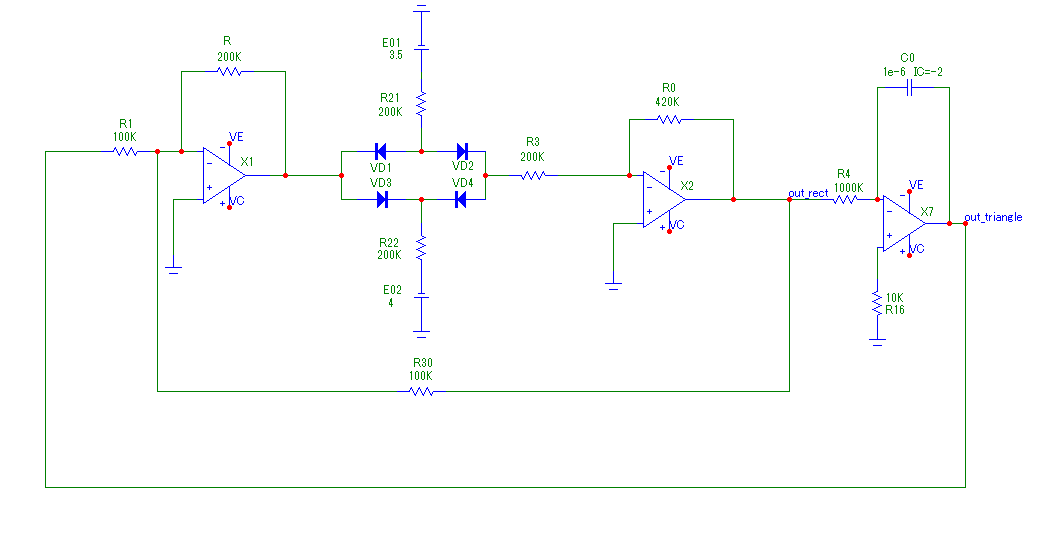 R
200K
R1
100K
VE
X1
VC
- 
+
-
+
E01
3.5
R21
200K
VD1
VD2
VD3
VD4
R22
200K
E02
4
R3
200K
R0
420K
VE
X2
VC
-
+
-
+
out_rect
R4
1000K
C0
1e-6 IC=-2
VE
X7
VC
-
+
-
+
out_triangle
10K
R16
R30
100K